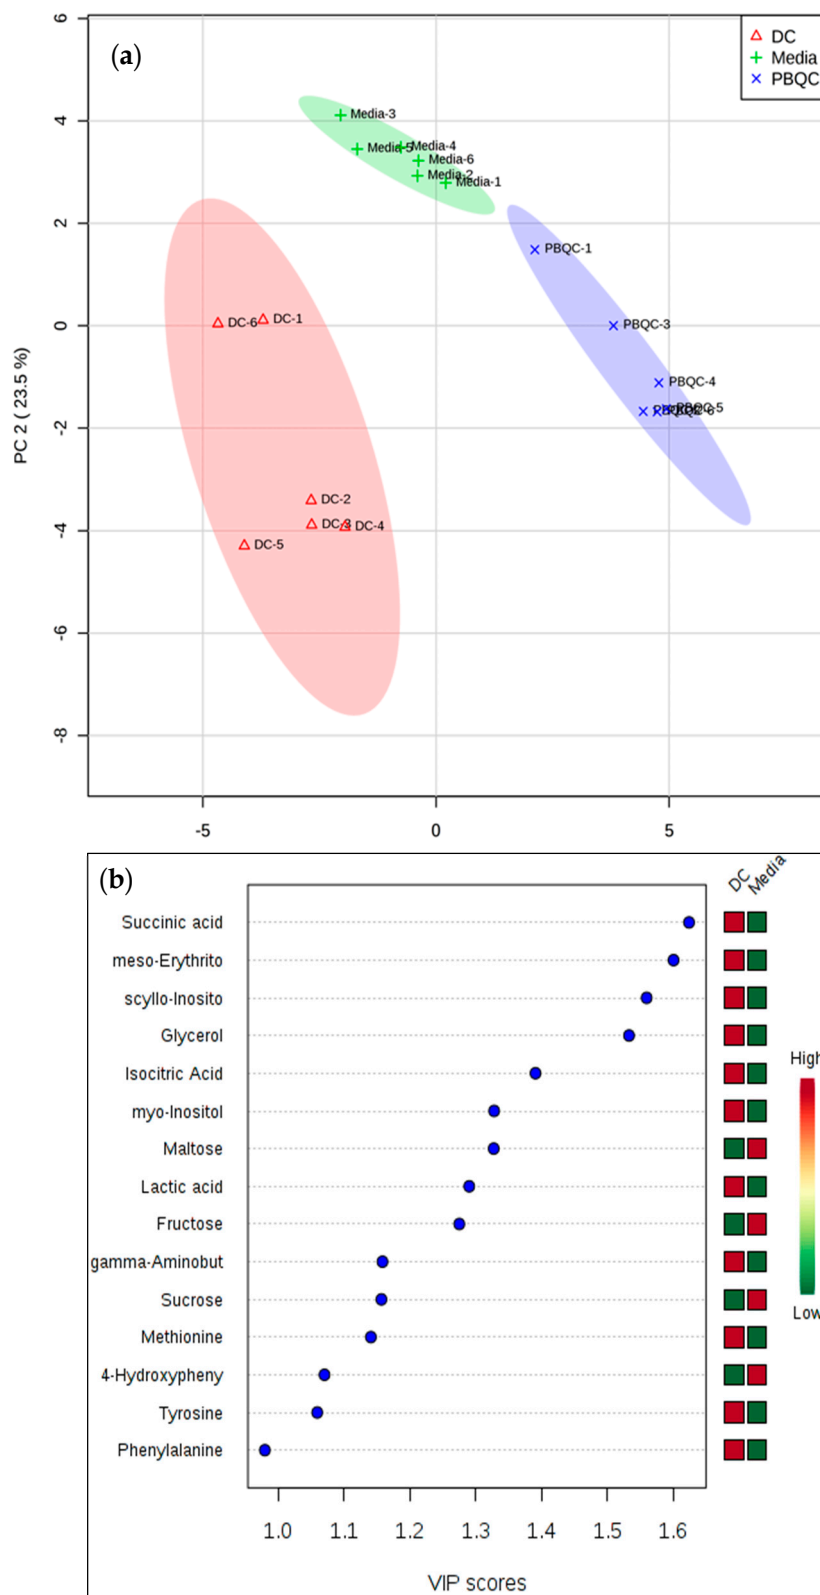 (a)
DC
Media
PBQC
6
4
2
0
-2
-4
-6
-8
PC 2 ( 23.5 %)
Media-3
Media-5
Media-4
Media-6
Media-2
Media-1
PBQC-1
PBQC-3
PBQC-4
PBQC-5
DC-6
DC-1
DC-2
DC-3
DC-4
DC-5
-5
0
5
(b)
DC
Media
Succinic acid
meso-Erythrito
scyllo-Inosito
Glycerol
Isocitric Acid
myo-Inositol
Maltose
Lactic acid
Fructose
gamma-Aminobut
Sucrose
Methionine
4-Hydroxypheny
Tyrosine
Phenylalanine
High
Low
1.0
1.1
1.2
1.3
1.4
1.5
1.6
VIP scores